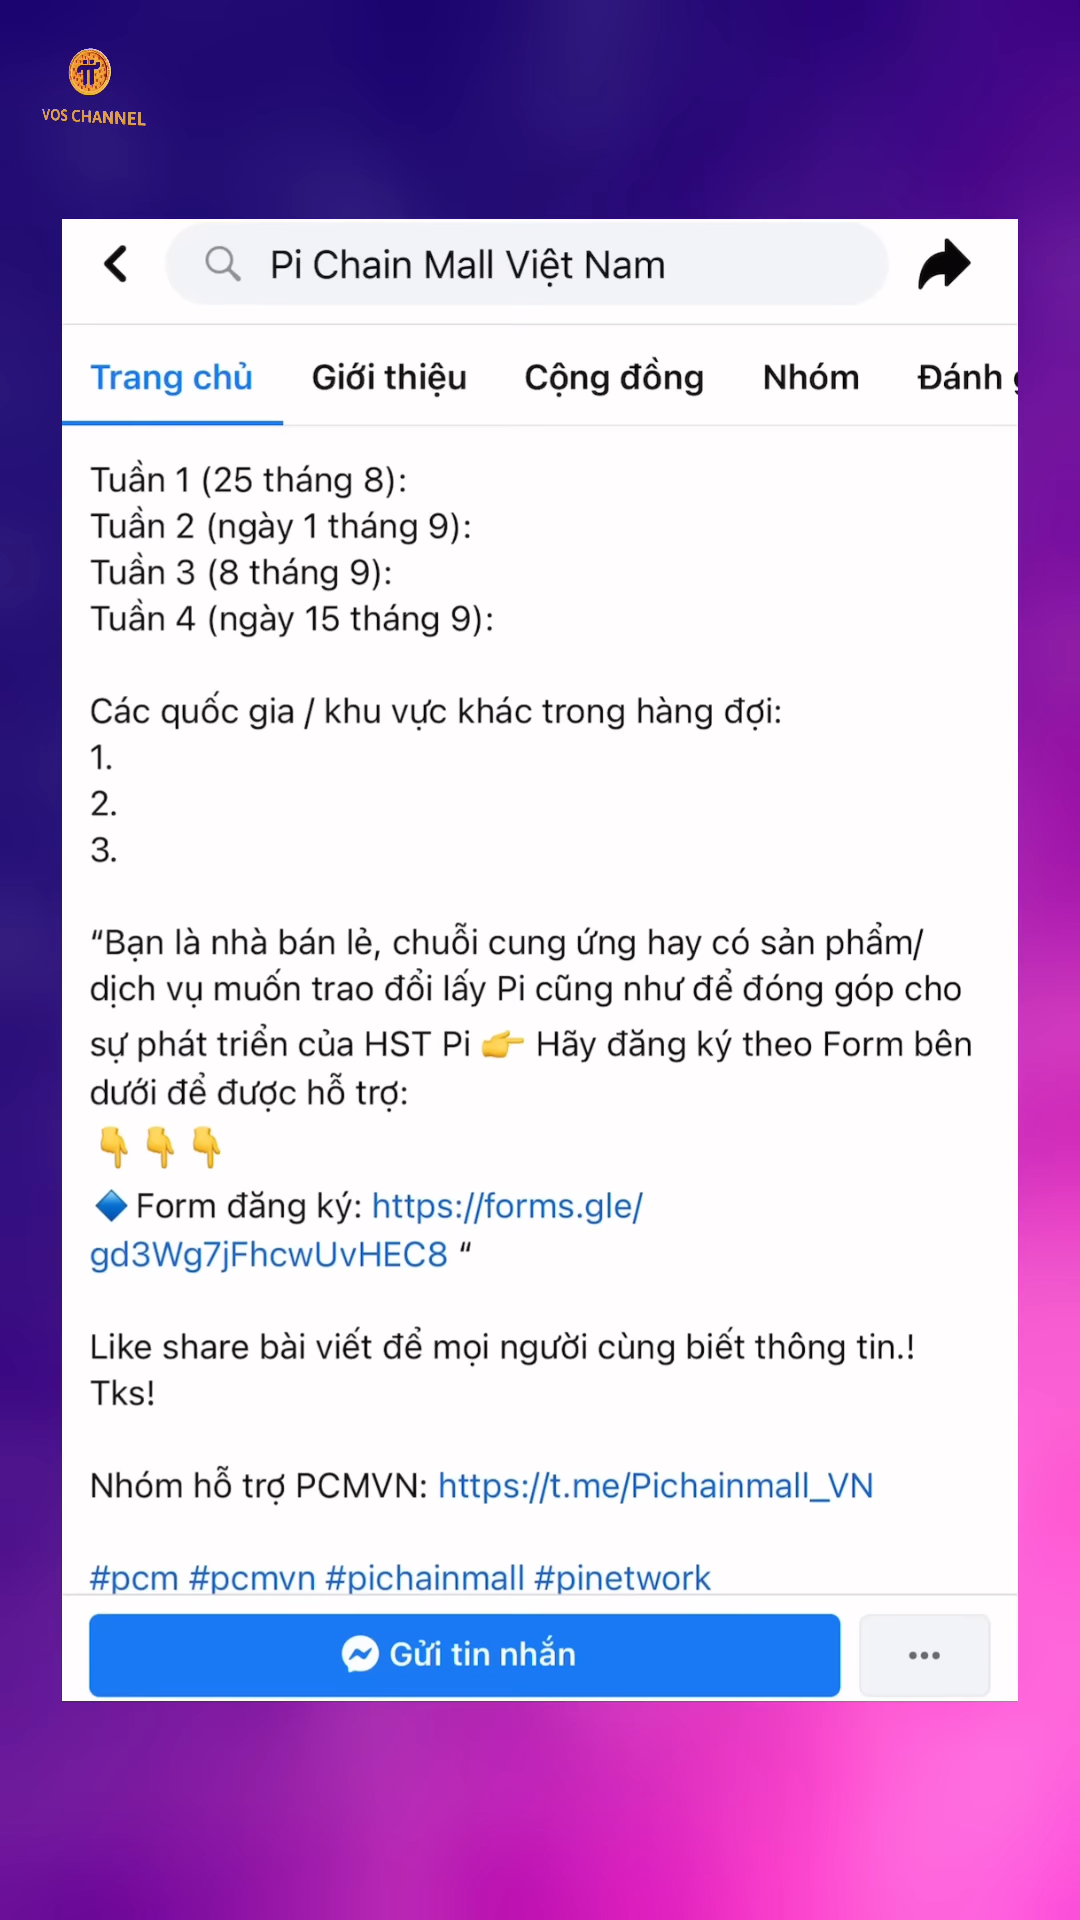 VOS CHANNEL
Pi Chain Mall Việt Nam
Trang chủ Giới thiệu Cộng đồng Nhóm Đánh g
Tuần 1 (25 tháng 8):
Tuần 2 (ngày 1 tháng 9):
Tuần 3 (8 tháng 9):
Tuần 4 (ngày 15 tháng 9):
Các quốc gia / khu vực khác trong hàng đợi:
1.
2.
3.
“Bạn là nhà bán lẻ, chuỗi cung ứng hay có sản phẩm/
dịch vụ muốn trao đổi lấy Pi cũng như để đóng góp cho
sự phát triển của HST Pi 👉 Hãy đăng ký theo Form bên
dưới để được hỗ trợ:
👇👇👇
🔷 Form đăng ký: https://forms.gle/
gd3Wg7jFhcwUvHEC8 “
Like share bài viết để mọi người cùng biết thông tin.!
Tks!
Nhóm hỗ trợ PCMVN: https://t.me/Pichainmall_VN
#pcm #pcmvn #pichainmall #pinetwork
Gửi tin nhắn